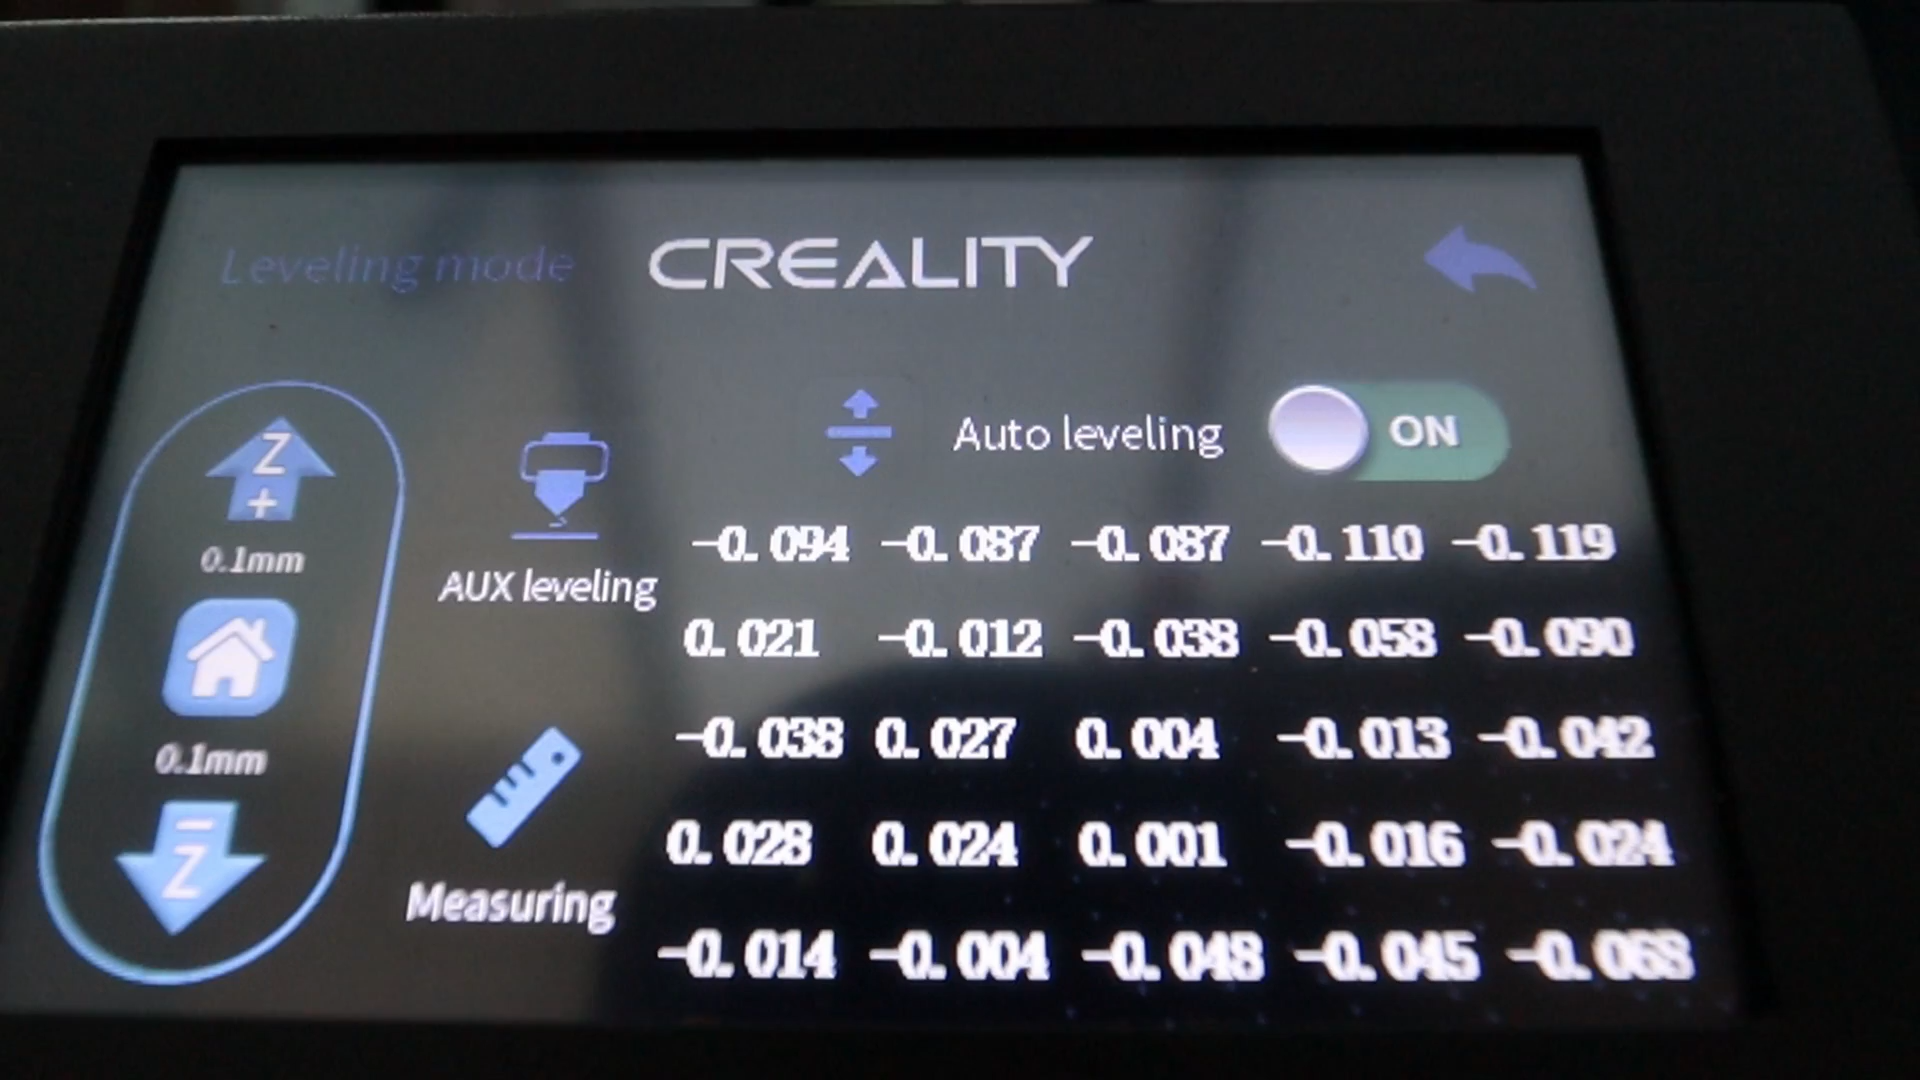 Leveling mode CREALITY
Z
+
0.1mm
0.1mm
Z
AUX leveling
Measuring
Auto leveling ON
-0.094 -0.087 -0.087 -0.110 -0.119
0.021 -0.012 -0.038 -0.058 -0.090
-0.038 0.027 0.004 -0.013 -0.042
0.028 0.024 0.001 -0.016 -0.024
-0.014 -0.004 -0.048 -0.045 -0.068